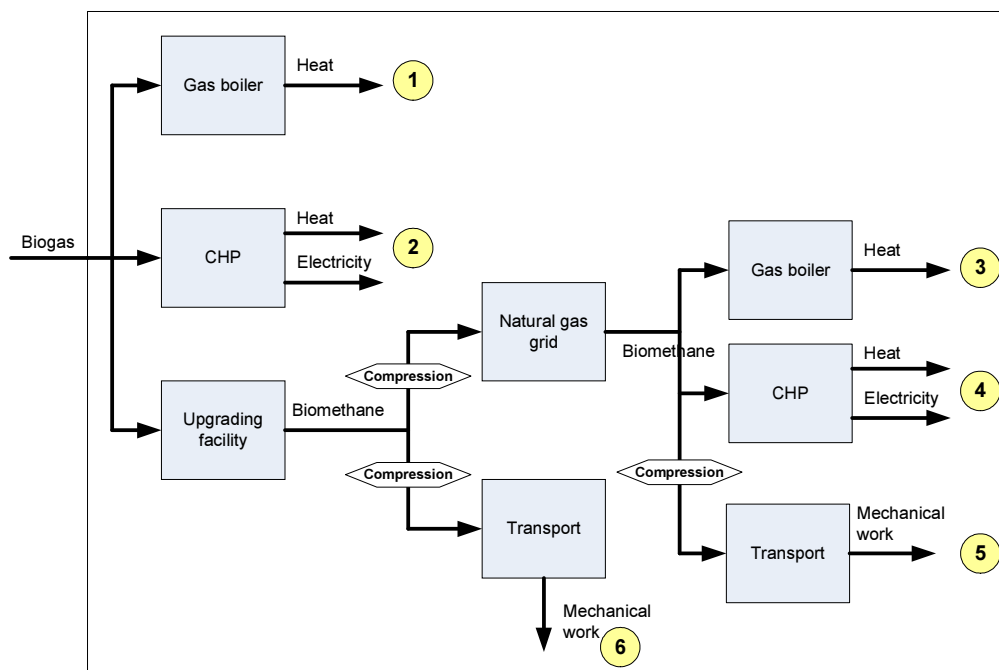 Gas boiler
Heat
1
Biogas
CHP
Heat
Electricity
2
Upgrading
facility
Biomethane
Compression
Compression
Natural gas
grid
Biomethane
Transport
Mechanical
work
6
Gas boiler
Heat
3
CHP
Heat
Electricity
4
Compression
Transport
Mechanical
work
5